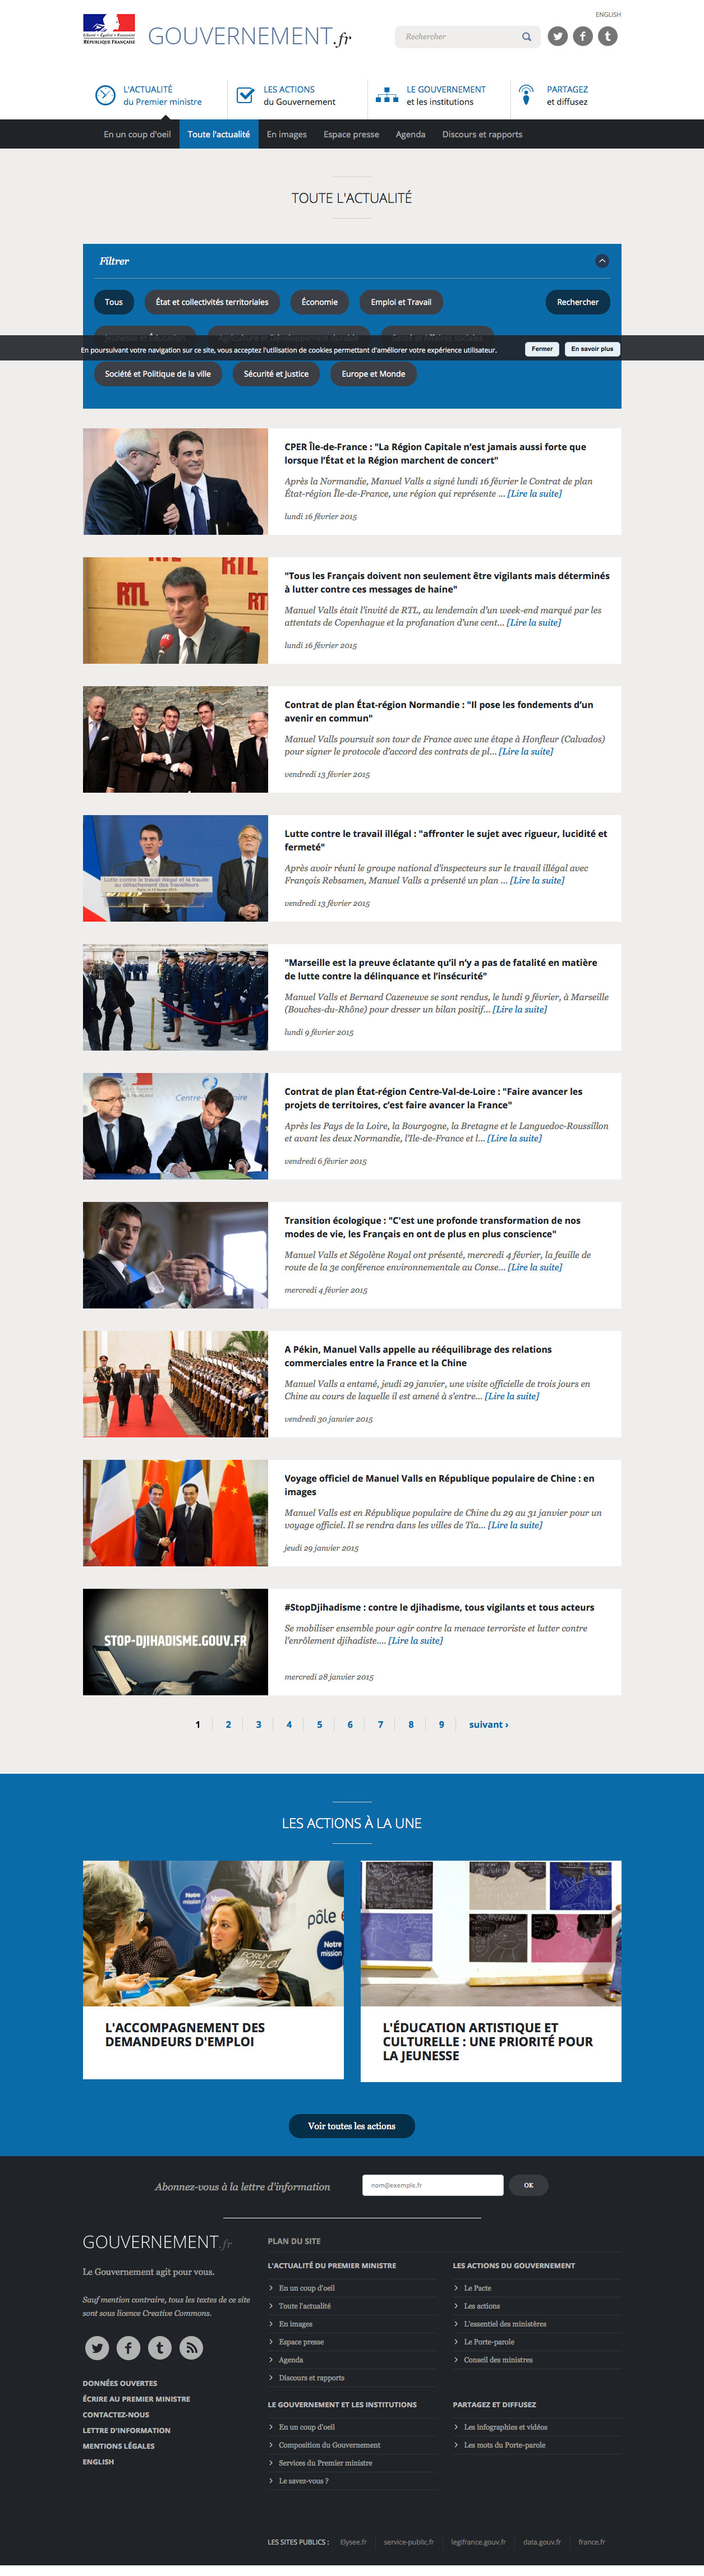 ENGLISH
Liberté • Égalité • Fraternité
RÉPUBLIQUE FRANÇAISE
GOUVERNEMENT.fr
Rechercher
L'ACTUALITÉ
du Premier ministre
LES ACTIONS
du Gouvernement
LE GOUVERNEMENT
et les institutions
PARTAGEZ
et diffusez
En un coup d'oeil
Toute l'actualité
En images
Espace presse
Agenda
Discours et rapports
TOUTE L'ACTUALITÉ
Filtrer
Tous
État et collectivités territoriales
Économie
Emploi et Travail
Rechercher
Jeunesse et Éducation
Agriculture et Développement durable
Santé et Affaires sociales
En poursuivant votre navigation sur ce site, vous acceptez l'utilisation de cookies permettant d'améliorer votre expérience utilisateur.
Fermer
En savoir plus
Société et Politique de la ville
Sécurité et Justice
Europe et Monde
CPER Île-de-France : "La Région Capitale n’est jamais aussi forte que
lorsque l’État et la Région marchent de concert"
Après la Normandie, Manuel Valls a signé lundi 16 février le Contrat de plan
État-région Île-de-France, une région qui représente ... [Lire la suite]
lundi 16 février 2015
RTL
RTL
"Tous les Français doivent non seulement être vigilants mais déterminés
à lutter contre ces messages de haine"
Manuel Valls était l'invité de RTL, au lendemain d'un week-end marqué par les
attentats de Copenhague et la profanation d'une cent... [Lire la suite]
lundi 16 février 2015
Contrat de plan État-région Normandie : "Il pose les fondements d’un
avenir en commun"
Manuel Valls poursuit son tour de France avec une étape à Honfleur (Calvados)
pour signer le protocole d'accord des contrats de pl... [Lire la suite]
vendredi 13 février 2015
Lutte contre le travail illégal et la fraude
au détachement des travailleurs
Lutte contre le travail illégal : "affronter le sujet avec rigueur, lucidité et
fermeté"
Après avoir réuni le groupe national d'inspecteurs sur le travail illégal avec
François Rebsamen, Manuel Valls a présenté un plan ... [Lire la suite]
vendredi 13 février 2015
"Marseille est la preuve éclatante qu’il n’y a pas de fatalité en matière
de lutte contre la délinquance et l’insécurité"
Manuel Valls et Bernard Cazeneuve se sont rendus, le lundi 9 février, à Marseille
(Bouches-du-Rhône) pour dresser un bilan positif... [Lire la suite]
lundi 9 février 2015
Contrat de plan État-région Centre-Val-de-Loire : "Faire avancer les
projets de territoires, c’est faire avancer la France"
Après les Pays de la Loire, la Bourgogne, la Bretagne et le Languedoc-Roussillon
et avant les deux Normandie, l'Ile-de-France et l... [Lire la suite]
vendredi 6 février 2015
Transition écologique : "C'est une profonde transformation de nos
modes de vie, les Français en ont de plus en plus conscience"
Manuel Valls et Ségolène Royal ont présenté, mercredi 4 février, la feuille de
route de la 3e conférence environnementale au Conse... [Lire la suite]
mercredi 4 février 2015
A Pékin, Manuel Valls appelle au rééquilibrage des relations
commerciales entre la France et la Chine
Manuel Valls a entamé, jeudi 29 janvier, une visite officielle de trois jours en
Chine au cours de laquelle il est amené à s'entre... [Lire la suite]
vendredi 30 janvier 2015
Voyage officiel de Manuel Valls en République populaire de Chine : en
images
Manuel Valls est en République populaire de Chine du 29 au 31 janvier pour un
voyage officiel. Il se rendra dans les villes de Tia... [Lire la suite]
jeudi 29 janvier 2015
STOP-DJIHADISME.GOUV.FR
#StopDjihadisme : contre le djihadisme, tous vigilants et tous acteurs
Se mobiliser ensemble pour agir contre la menace terroriste et lutter contre
l'enrôlement djihadiste.... [Lire la suite]
mercredi 28 janvier 2015
1 2 3 4 5 6 7 8 9 suivant ›
LES ACTIONS À LA UNE
Notre mission
pôle
Notre mission
FORUM
EMPLOI
L'ACCOMPAGNEMENT DES
DEMANDEURS D'EMPLOI
L'ÉDUCATION ARTISTIQUE ET
CULTURELLE : UNE PRIORITÉ POUR
LA JEUNESSE
Voir toutes les actions
Abonnez-vous à la lettre d'information
nom@exemple.fr
OK
GOUVERNEMENT.fr
Le Gouvernement agit pour vous.
Sauf mention contraire, tous les textes de ce site
sont sous licence Creative Commons.
DONNÉES OUVERTES
ÉCRIRE AU PREMIER MINISTRE
CONTACTEZ-NOUS
LETTRE D'INFORMATION
MENTIONS LÉGALES
ENGLISH
PLAN DU SITE
L'ACTUALITÉ DU PREMIER MINISTRE
En un coup d'oeil
Toute l'actualité
En images
Espace presse
Agenda
Discours et rapports
LES ACTIONS DU GOUVERNEMENT
Le Pacte
Les actions
L'essentiel des ministères
Le Porte-parole
Conseil des ministres
LE GOUVERNEMENT ET LES INSTITUTIONS
En un coup d'oeil
Composition du Gouvernement
Services du Premier ministre
Le savez-vous ?
PARTAGEZ ET DIFFUSEZ
Les infographies et vidéos
Les mots du Porte-parole
LES SITES PUBLICS :
Elysee.fr
service-public.fr
legifrance.gouv.fr
data.gouv.fr
france.fr